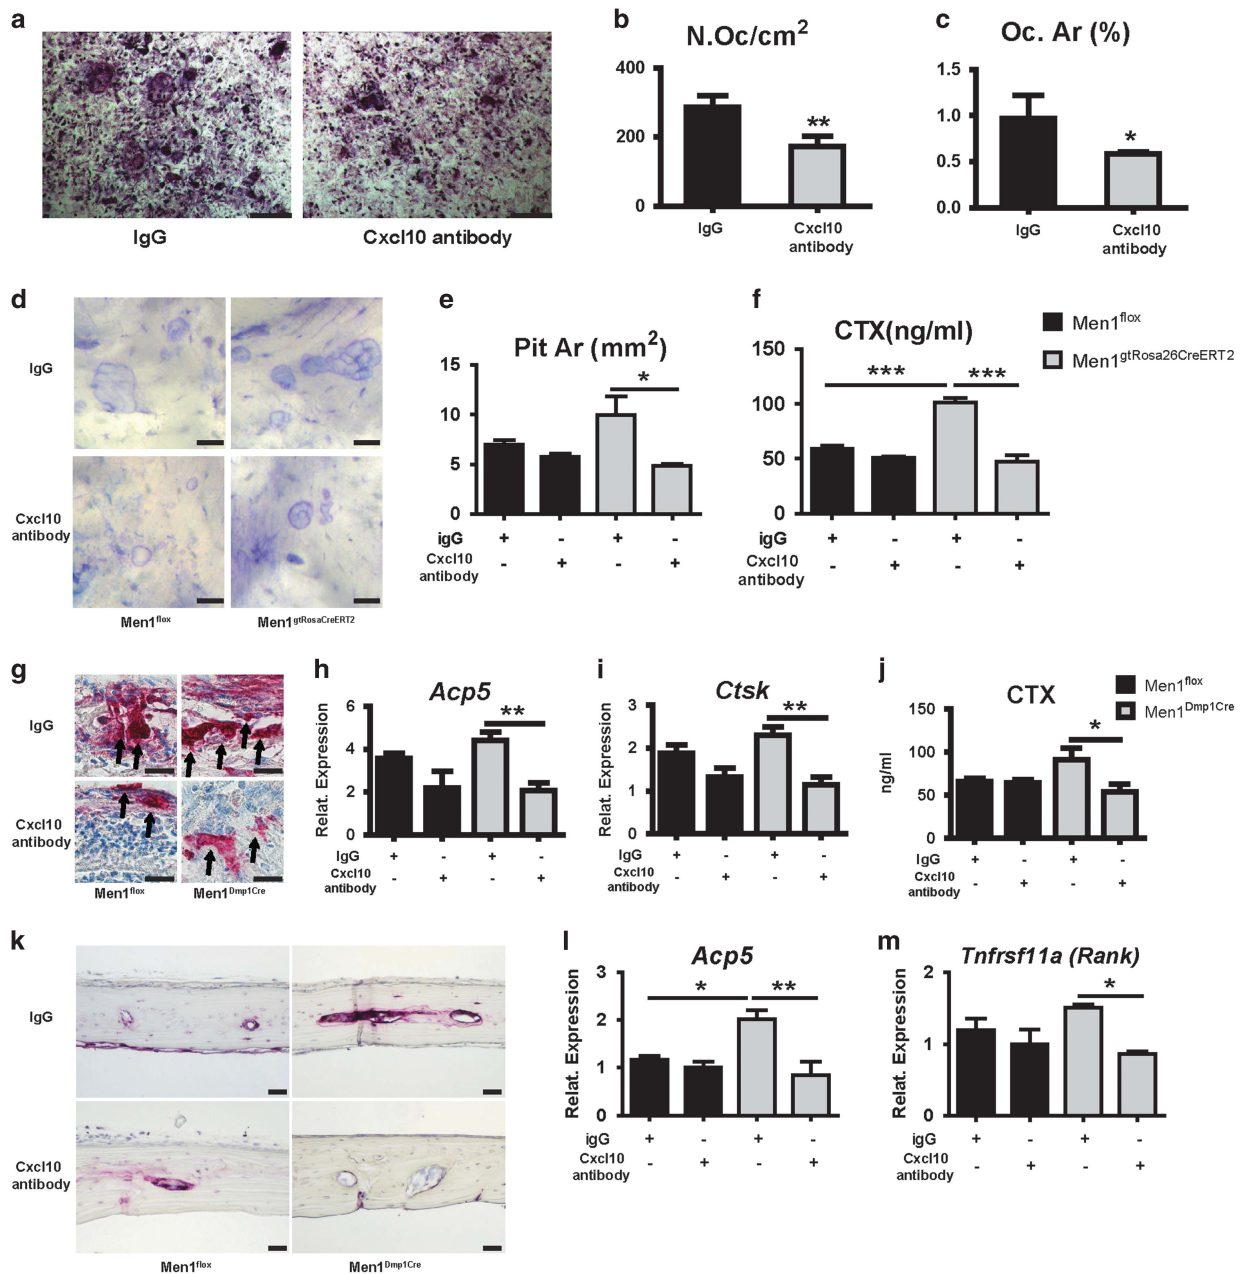 a
IgG
Cxcl10 antibody
b
N.Oc/cm²
400
200
0
**
IgG
Cxcl10
antibody
c
Oc. Ar (%)
1.5
1.0
0.5
0.0
*
IgG
Cxcl10
antibody
d
IgG
Cxcl10
antibody
Men1flox
Men1gtRosaCreERT2
e
Pit Ar (mm²)
15
10
5
0
*
igG + - + -
Cxcl10
antibody - + - +
f
CTX(ng/ml)
150
100
50
0
*** ***
igG + - + -
Cxcl10
antibody - + - +
Men1flox
Men1gtRosa26CreERT2
g
IgG
Cxcl10
antibody
Men1flox
Men1Dmp1Cre
h
Acp5
Relat. Expression
6
4
2
0
**
IgG + - + -
Cxcl10
antibody - + - +
i
Ctsk
Relat. Expression
3
2
1
0
**
IgG + - + -
Cxcl10
antibody - + - +
j
CTX
ng/ml
150
100
50
0
*
IgG + - + -
Cxcl10
antibody - + - +
Men1flox
Men1Dmp1Cre
k
IgG
Cxcl10
antibody
Men1flox
Men1Dmp1Cre
l
Acp5
Relat. Expression
3
2
1
0
* **
igG + - + -
Cxcl10
antibody - + - +
m
Tnfrsf11a (Rank)
Relat. Expression
2
1
0
*
igG + - + -
Cxcl10
antibody - + - +